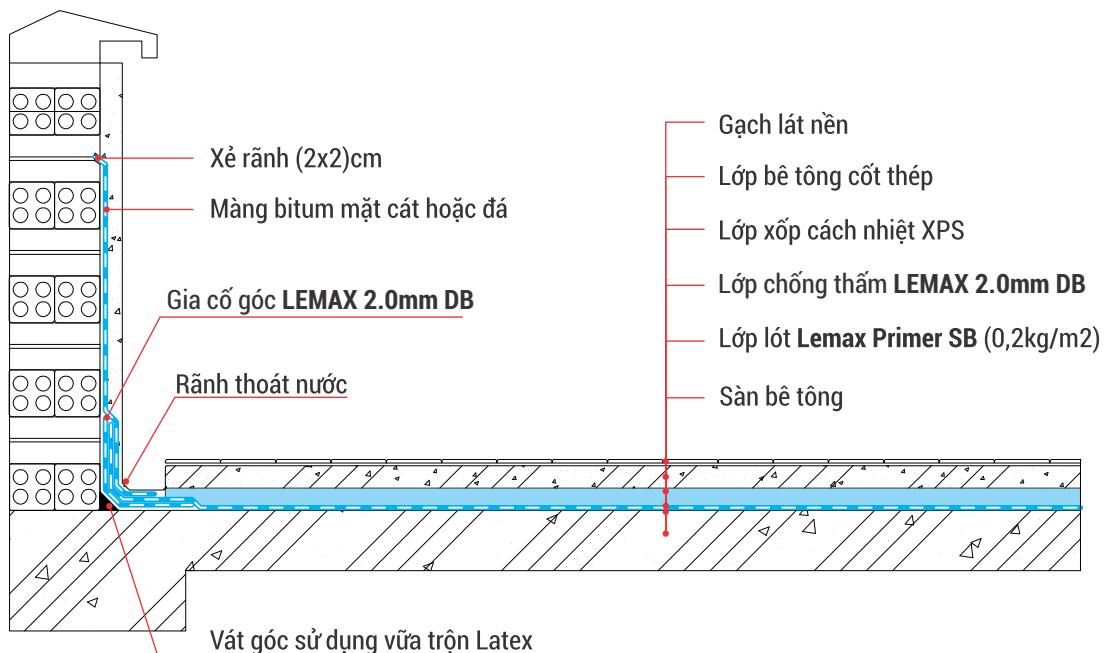 Xẻ rãnh (2x2)cm
Màng bitum mặt cát hoặc đá
Gia cố góc LEMAX 2.0mm DB
Rãnh thoát nước
Vát góc sử dụng vữa trộn Latex
Gạch lát nền
Lớp bê tông cốt thép
Lớp xốp cách nhiệt XPS
Lớp chống thấm LEMAX 2.0mm DB
Lớp lót Lemax Primer SB (0,2kg/m2)
Sàn bê tông